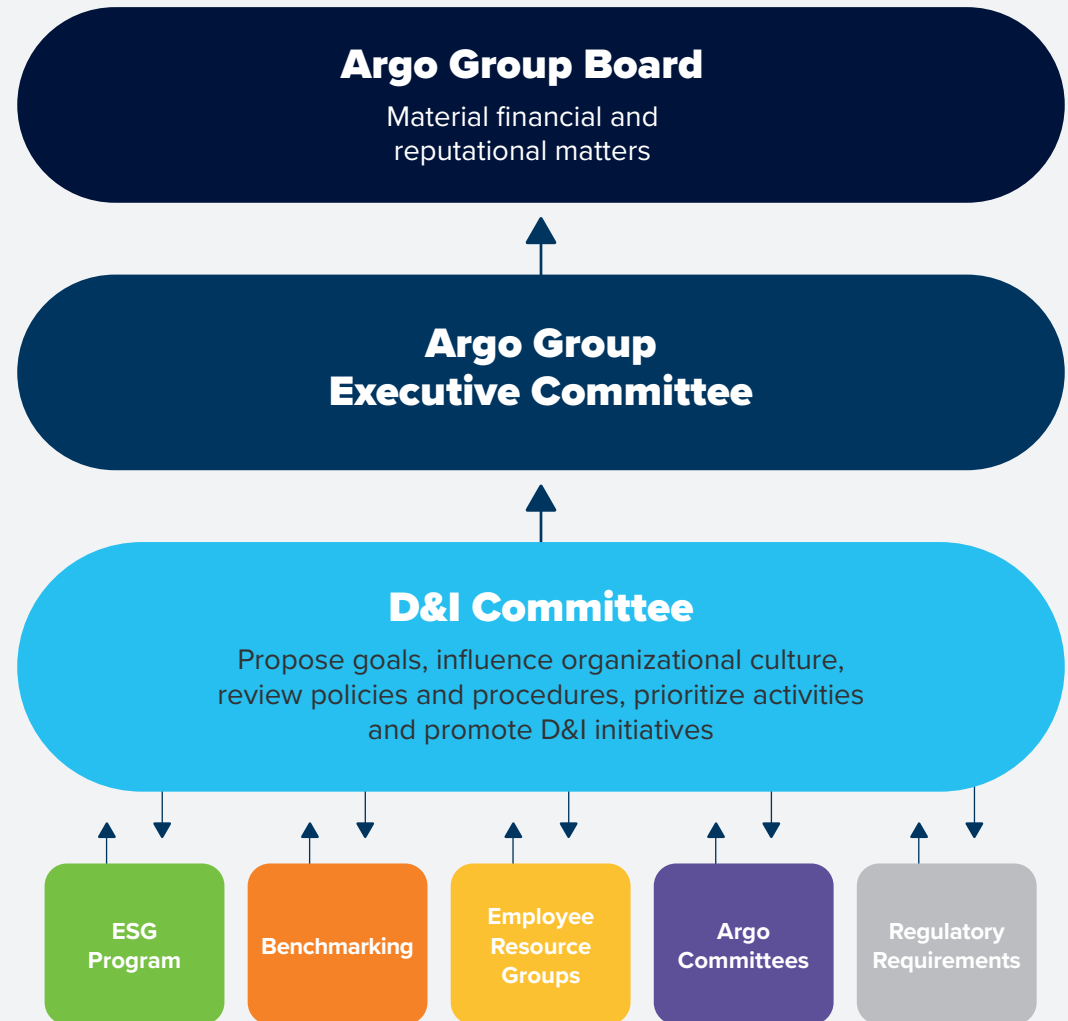 Argo Group Board
Material financial and
reputational matters
Argo Group
Executive Committee
D&I Committee
Propose goals, influence organizational culture,
review policies and procedures, prioritize activities
and promote D&I initiatives
ESG
Program
Benchmarking
Employee
Resource
Groups
Argo
Committees
Regulatory
Requirements